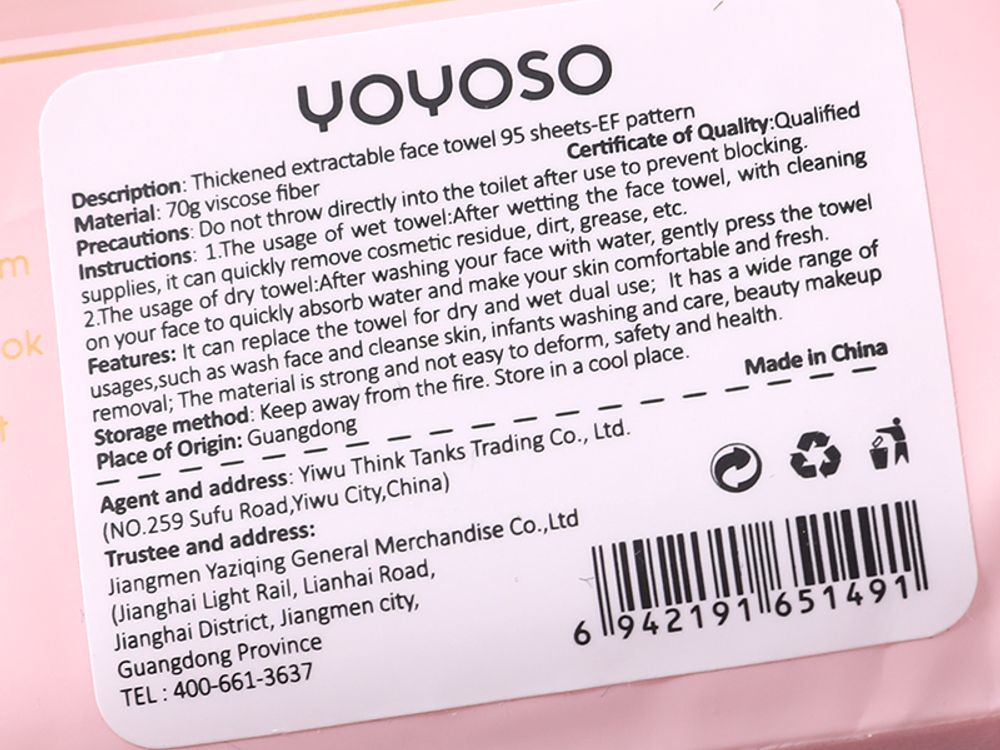 YOYOSO
Description: Thickened extractable face towel 95 sheets-EF pattern
Material: 70g viscose fiber
Certificate of Quality:Qualified
Precautions: Do not throw directly into the toilet after use to prevent blocking.
Instructions: 1.The usage of wet towel:After wetting the face towel, with cleaning
supplies, it can quickly remove cosmetic residue, dirt, grease, etc.
2.The usage of dry towel:After washing your face with water, gently press the towel
on your face to quickly absorb water and make your skin comfortable and fresh.
Features: It can replace the towel for dry and wet dual use; It has a wide range of
usages,such as wash face and cleanse skin, infants washing and care, beauty makeup
removal; The material is strong and not easy to deform, safety and health.
Storage method: Keep away from the fire. Store in a cool place.
Place of Origin: Guangdong
Made in China
Agent and address: Yiwu Think Tanks Trading Co., Ltd.
(NO.259 Sufu Road,Yiwu City,China)
Trustee and address:
Jiangmen Yaziqing General Merchandise Co.,Ltd
(Jianghai Light Rail, Lianhai Road,
Jianghai District, Jiangmen city,
Guangdong Province
TEL : 400-661-3637
6 942191 651491
m
ok
t